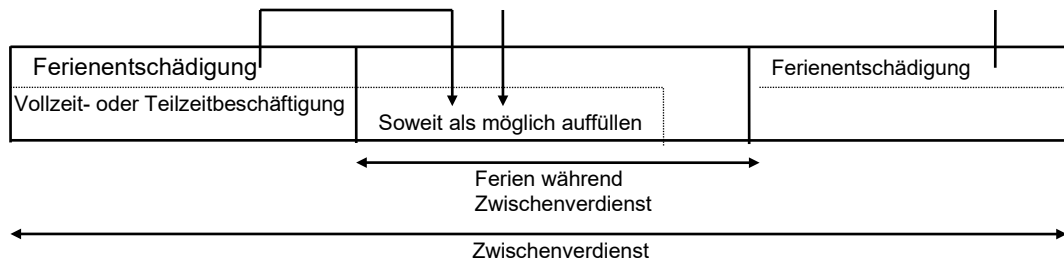 Ferienentschädigung
Vollzeit- oder Teilzeitbeschäftigung
Soweit als möglich auffüllen
Ferienentschädigung
Ferien während
Zwischenverdienst
Zwischenverdienst